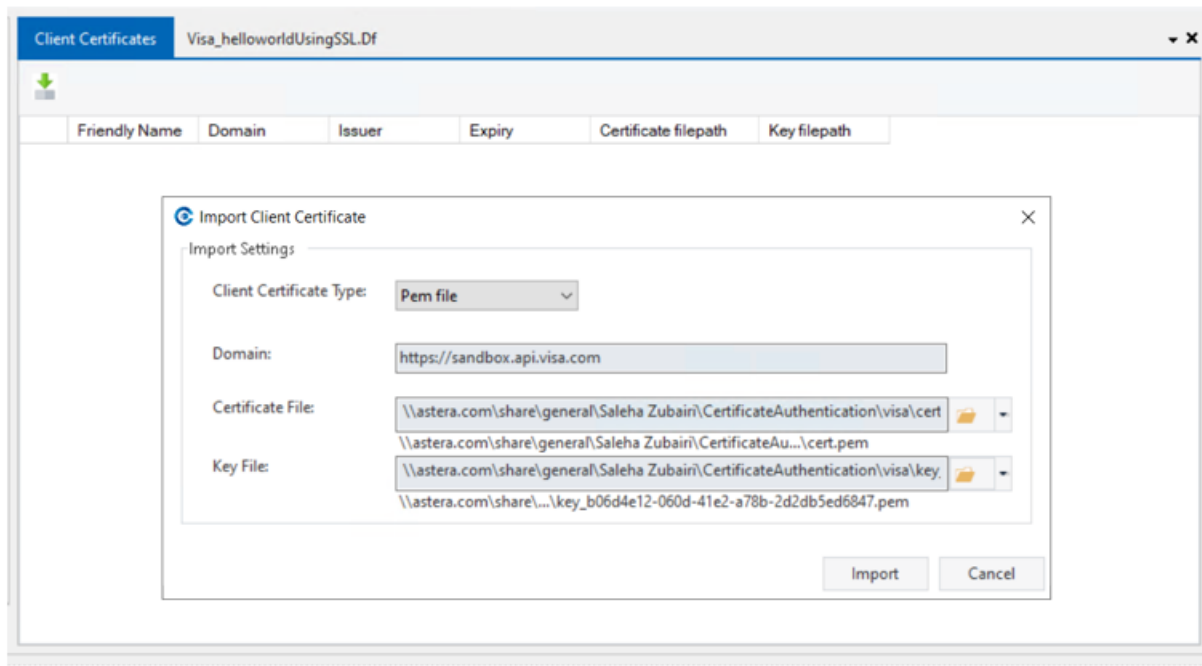 Client Certificates Visa_helloworldUsingSSL.Df
Friendly Name Domain Issuer Expiry Certificate filepath Key filepath
Import Client Certificate
Import Settings
Client Certificate Type: Pem file
Domain: https://sandbox.api.visa.com
Certificate File: \\astera.com\share\general\Saleha Zubairi\CertificateAuthentication\visa\cert
\\astera.com\share\general\Saleha Zubairi\CertificateAu...\cert.pem
Key File: \\astera.com\share\general\Saleha Zubairi\CertificateAuthentication\visa\key_
\\astera.com\share\...\key_b06d4e12-060d-41e2-a78b-2d2db5ed6847.pem
Import Cancel